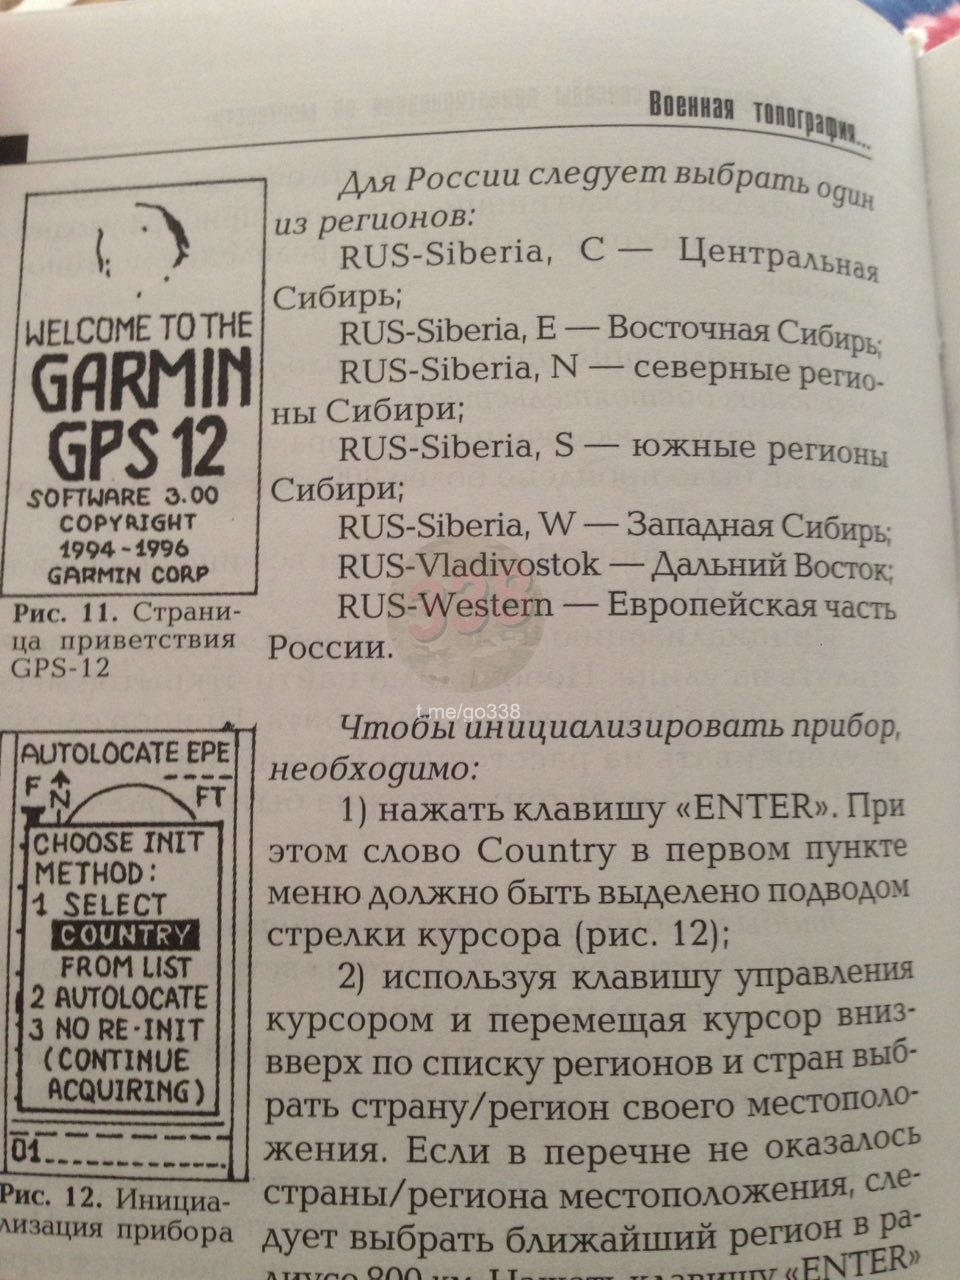 Военная топография...
WELCOME TO THE
GARMIN
GPS 12
SOFTWARE 3.00
COPYRIGHT
1994-1996
GARMIN CORP
Рис. 11. Страни-
ца приветствия
GPS-12
Для России следует выбрать один
из регионов:
RUS-Siberia, C — Центральная
Сибирь;
RUS-Siberia, E — Восточная Сибирь;
RUS-Siberia, N — северные регио-
ны Сибири;
RUS-Siberia, S — южные регионы
Сибири;
RUS-Siberia, W — Западная Сибирь;
RUS-Vladivostok — Дальний Восток;
RUS-Western — Европейская часть
России.
338
t.me/go338
AUTOLOCATE EPE
F N ---- FT
CHOOSE INIT
METHOD:
1 SELECT
COUNTRY
FROM LIST
2 AUTOLOCATE
3 NO RE-INIT
(CONTINUE
ACQUIRING)
01
Рис. 12. Инициа-
лизация прибора
Чтобы инициализировать прибор,
необходимо:
1) нажать клавишу «ENTER». При
этом слово Country в первом пункте
меню должно быть выделено подводом
стрелки курсора (рис. 12);
2) используя клавишу управления
курсором и перемещая курсор вниз-
вверх по списку регионов и стран выб-
рать страну/регион своего местополо-
жения. Если в перечне не оказалось
страны/региона местоположения, сле-
дует выбрать ближайший регион в ра-
диусе 800 км. Нажать клавишу «ENTER»